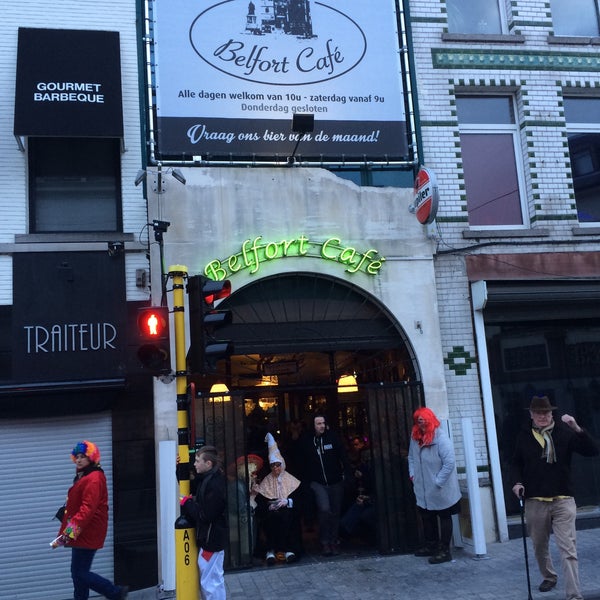 Belfort Café
Alle dagen welkom van 10u - zaterdag vanaf 9u
Donderdag gesloten
Vraag ons bier van de maand!
GOURMET
BARBEQUE
Belfort Café
TRAITEUR
A06